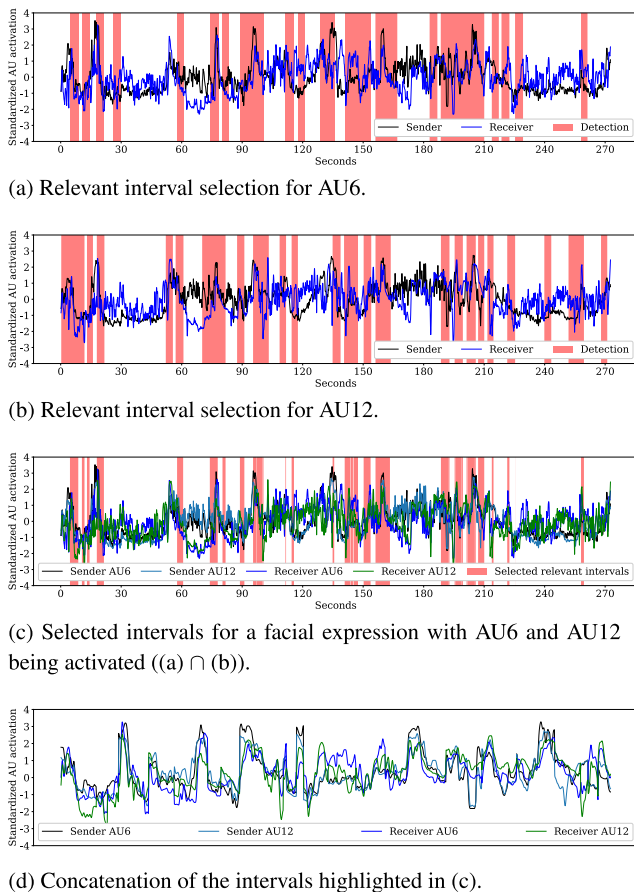 4
3
2
1
0
-1
-2
-3
-4
Standardized AU activation
Sender Receiver Detection
0 30 60 90 120 150 180 210 240 270
Seconds
(a) Relevant interval selection for AU6.
4
3
2
1
0
-1
-2
-3
-4
Standardized AU activation
Sender Receiver Detection
0 30 60 90 120 150 180 210 240 270
Seconds
(b) Relevant interval selection for AU12.
4
3
2
1
0
-1
-2
-3
-4
Standardized AU activation
Sender AU6 Sender AU12 Receiver AU6 Receiver AU12 Selected relevant intervals
0 30 60 90 120 150 180 210 240 270
Seconds
(c) Selected intervals for a facial expression with AU6 and AU12
being activated ((a) ∩ (b)).
4
3
2
1
0
-1
-2
-3
-4
Standardized AU activation
Sender AU6 Sender AU12 Receiver AU6 Receiver AU12
(d) Concatenation of the intervals highlighted in (c).